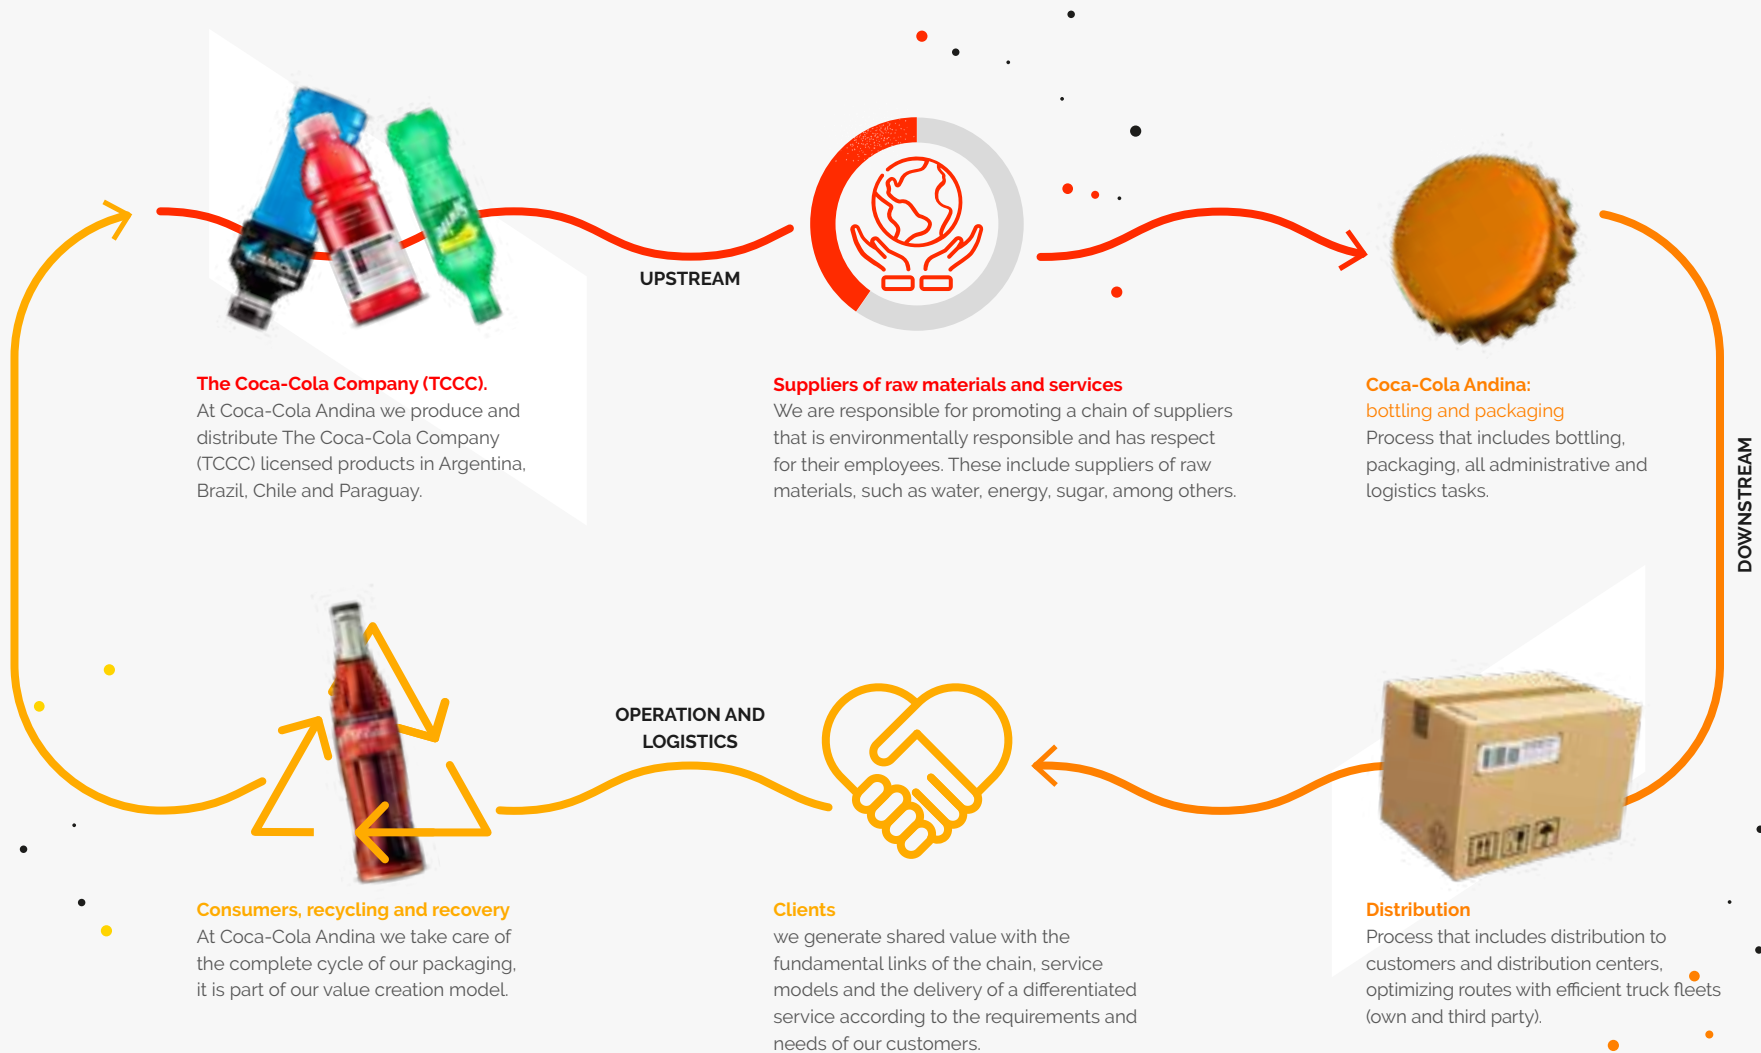 UPSTREAM
The Coca-Cola Company (TCCC).
At Coca-Cola Andina we produce and
distribute The Coca-Cola Company
(TCCC) licensed products in Argentina,
Brazil, Chile and Paraguay.
Suppliers of raw materials and services
We are responsible for promoting a chain of suppliers
that is environmentally responsible and has respect
for their employees. These include suppliers of raw
materials, such as water, energy, sugar, among others.
Coca-Cola Andina:
bottling and packaging
Process that includes bottling,
packaging, all administrative and
logistics tasks.
DOWNSTREAM
OPERATION AND
LOGISTICS
Consumers, recycling and recovery
At Coca-Cola Andina we take care of
the complete cycle of our packaging,
it is part of our value creation model.
Clients
we generate shared value with the
fundamental links of the chain, service
models and the delivery of a differentiated
service according to the requirements and
needs of our customers.
Distribution
Process that includes distribution to
customers and distribution centers,
optimizing routes with efficient truck fleets
(own and third party).